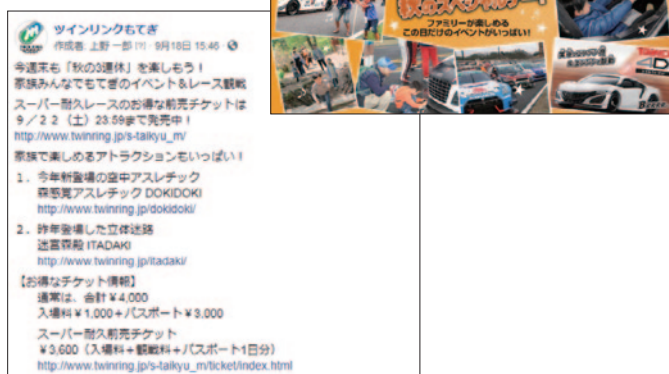 秋のスペシャルデー!
ファミリーが楽しめる
この日だけのイベントがいっぱい!
ツインリンクもてぎ
作成者: 上野 一郎 [?] · 9月18日 15:46 ·
今週末も「秋の3連休」を楽しもう!
家族みんなでもてぎのイベント&レース観戦
スーパー耐久レースのお得な前売チケットは
9/22(土)23:59まで発売中!
http://www.twinring.jp/s-taikyu_m/
家族で楽しめるアトラクションもいっぱい!
1. 今年新登場の空中アスレチック
森感覚アスレチック DOKIDOKI
http://www.twinring.jp/dokidoki/
2. 昨年登場した立体迷路
迷宮森殿 ITADAKI
http://www.twinring.jp/itadaki/
【お得なチケット情報】
通常は、合計¥4,000
入場料¥1,000+パスポート¥3,000
スーパー耐久前売チケット
¥3,600(入場料+観戦料+パスポート1日分)
http://www.twinring.jp/s-taikyu_m/ticket/index.html